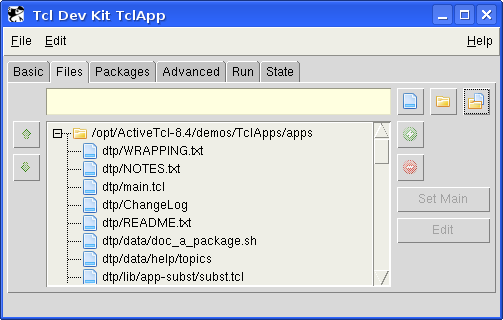 Tcl Dev Kit TclApp
File Edit Help
Basic Files Packages Advanced Run State
/opt/ActiveTcl-8.4/demos/TclApps/apps
dtp/WRAPPING.txt
dtp/NOTES.txt
dtp/main.tcl
dtp/ChangeLog
dtp/README.txt
dtp/data/doc_a_package.sh
dtp/data/help/topics
dtp/lib/app-subst/subst.tcl
Set Main
Edit